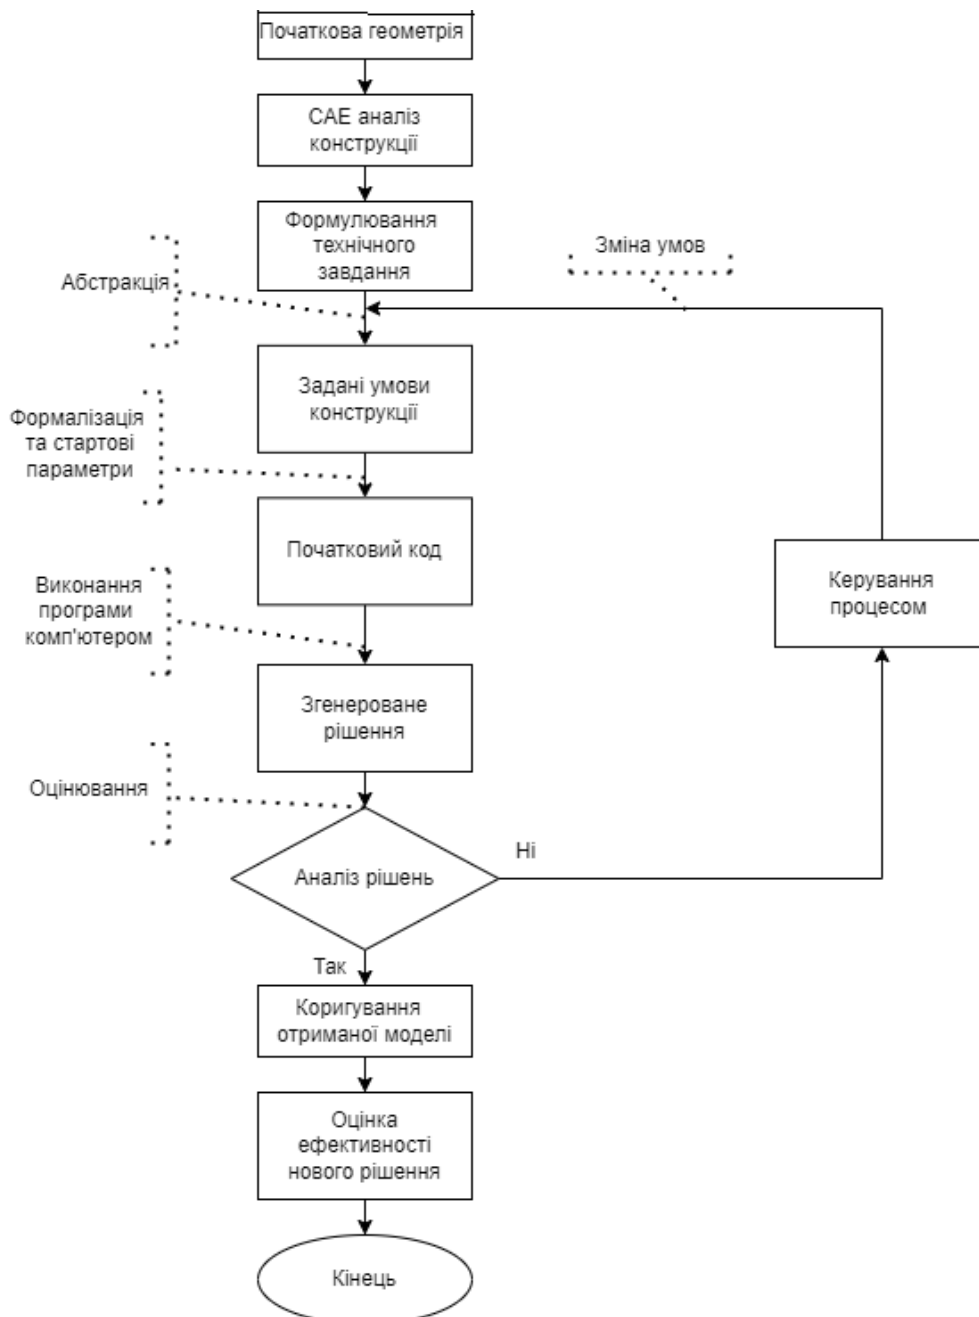 Початкова геометрія
САЕ аналіз
конструкції
Формулювання
технічного
завдання
Абстракція
Зміна умов
Задані умови
конструкції
Формалізація
та стартові
параметри
Початковий код
Керування
процесом
Виконання
програми
комп'ютером
Згенероване
рішення
Оцінювання
Аналіз рішень
Ні
Так
Коригування
отриманої моделі
Оцінка
ефективності
нового рішення
Кінець